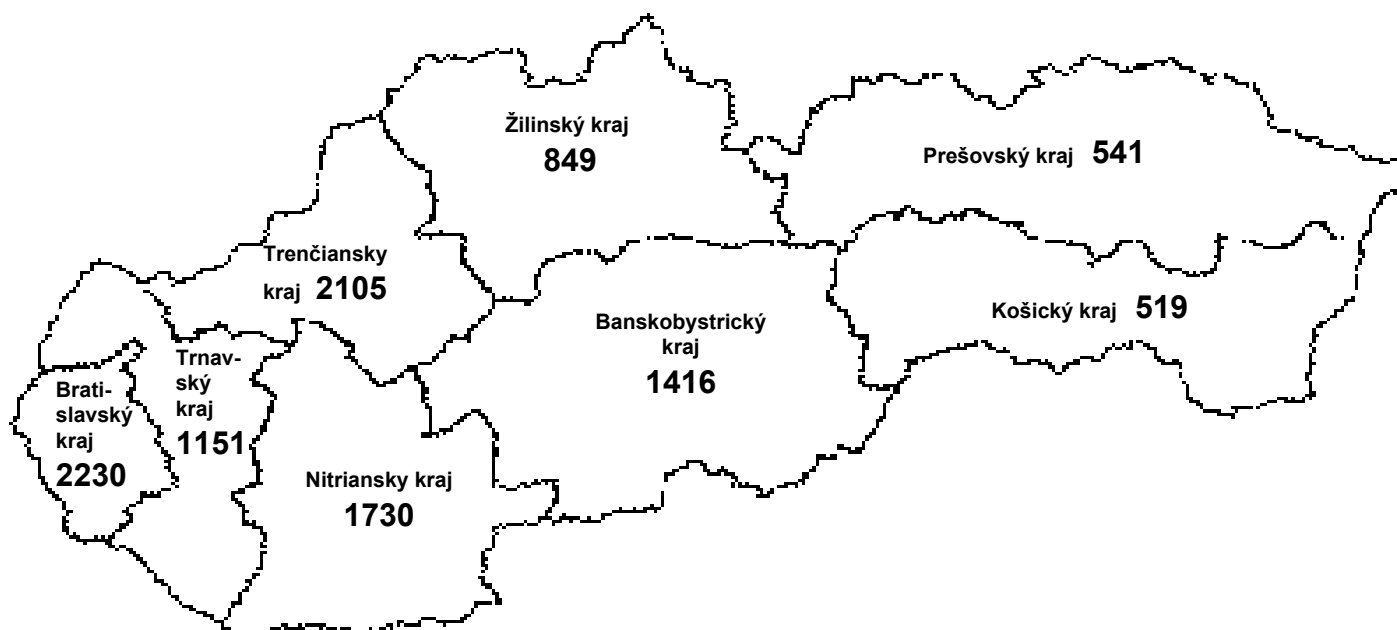 Žilinský kraj
849
Prešovský kraj 541
Trenčiansky
kraj 2105
Košický kraj 519
Banskobystrický
kraj
1416
Trnav-
ský
kraj
1151
Brati-
slavský
kraj
2230
Nitriansky kraj
1730